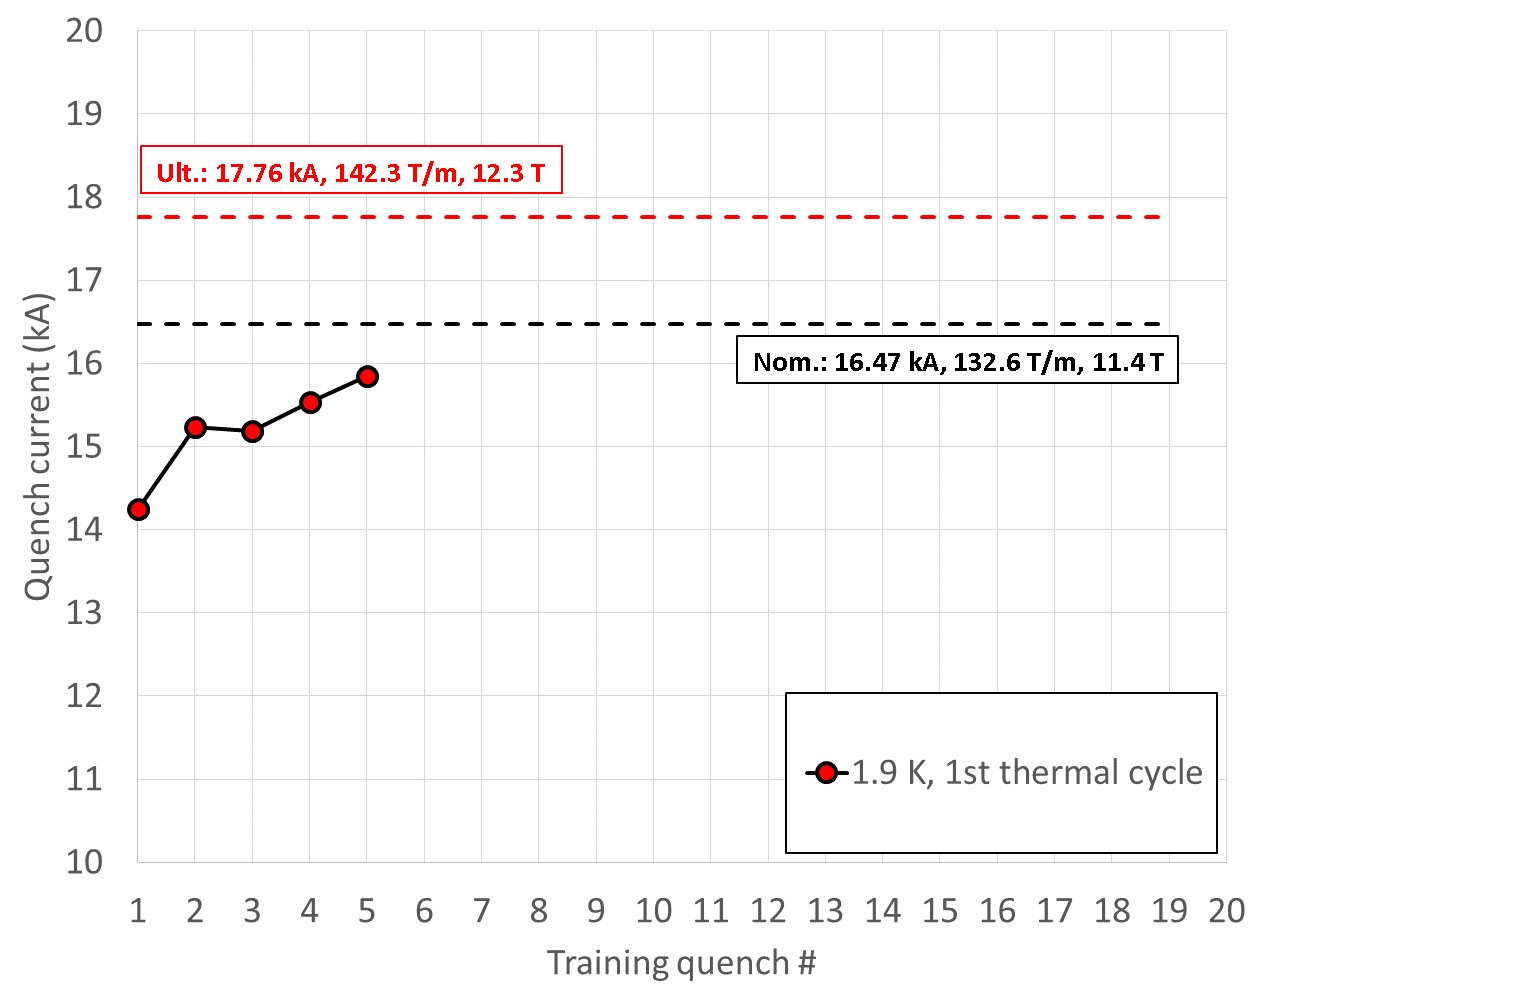 20
19
Ult.: 17.76 kA, 142.3 T/m, 12.3 T
18
17
16
Nom.: 16.47 kA, 132.6 T/m, 11.4 T
15
14
13
12
11
10
Quench current (kA)
1.9 K, 1st thermal cycle
1 2 3 4 5 6 7 8 9 10 11 12 13 14 15 16 17 18 19 20
Training quench #